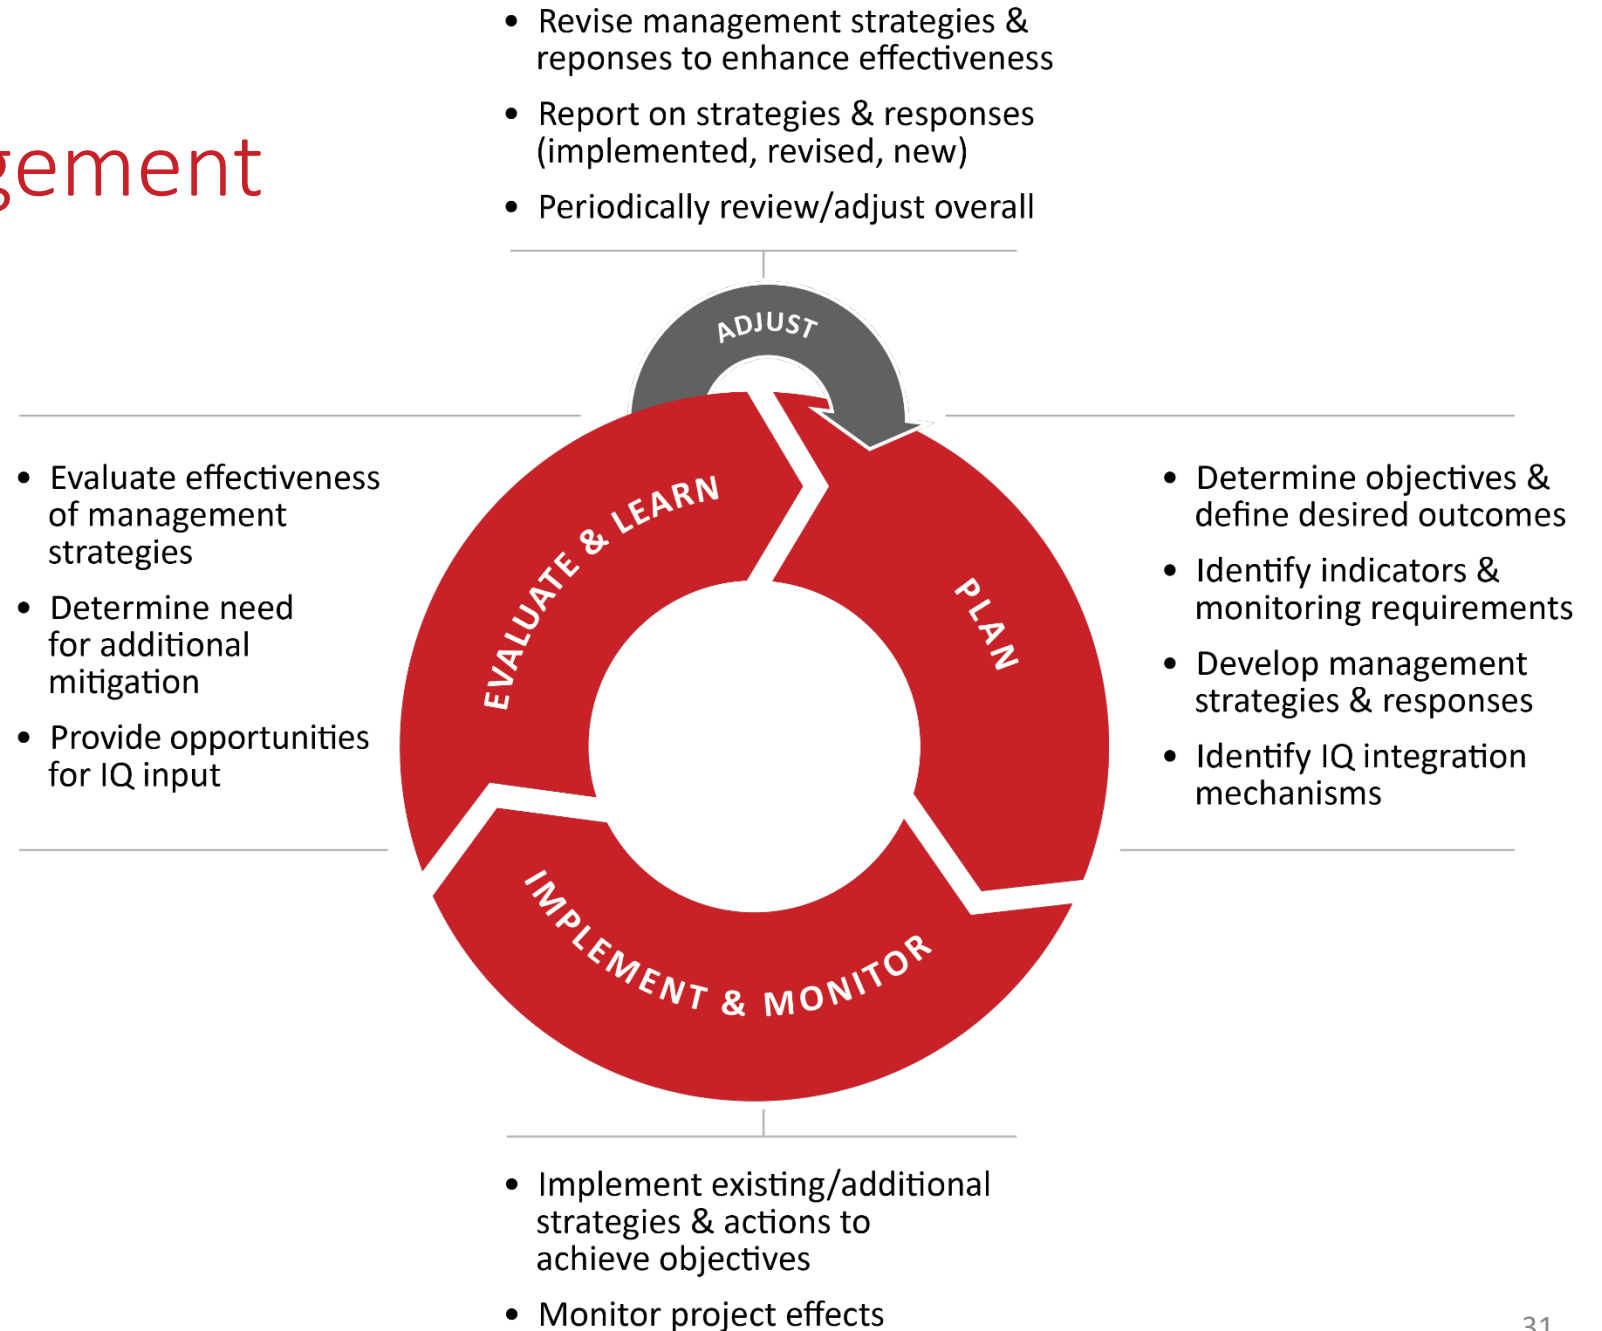 • Revise management strategies &
reponses to enhance effectiveness
• Report on strategies & responses
(implemented, revised, new)
• Periodically review/adjust overall
gement
ADJUST
• Evaluate effectiveness
of management
strategies
• Determine need
for additional
mitigation
• Provide opportunities
for IQ input
EVALUATE & LEARN
PLAN
• Determine objectives &
define desired outcomes
• Identify indicators &
monitoring requirements
• Develop management
strategies & responses
• Identify IQ integration
mechanisms
IMPLEMENT & MONITOR
• Implement existing/additional
strategies & actions to
achieve objectives
• Monitor project effects
31